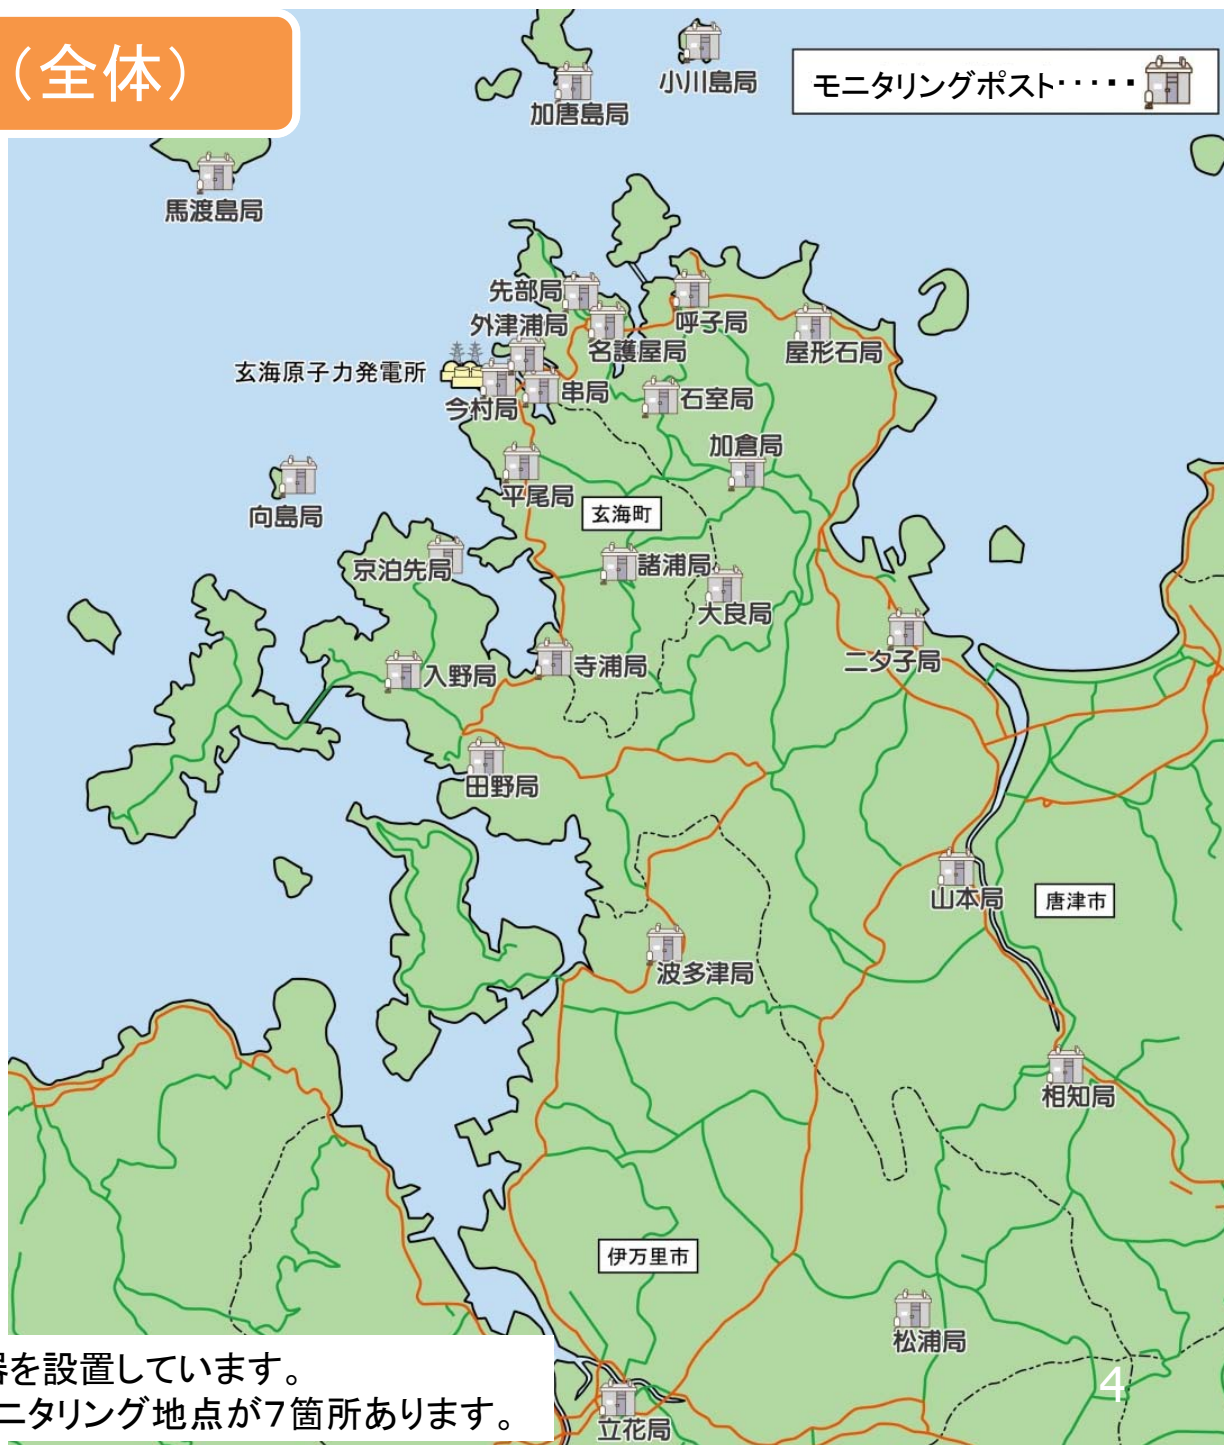 （全体）
小川島局
モニタリングポスト・・・・・
加唐島局
馬渡島局
先部局
外津浦局
呼子局
名護屋局
屋形石局
玄海原子力発電所
串局
石室局
今村局
加倉局
平尾局
向島局
玄海町
京泊先局
諸浦局
大良局
二タ子局
入野局
寺浦局
田野局
山本局
唐津市
波多津局
相知局
伊万里市
松浦局
器を設置しています。
ニタリング地点が7箇所あります。
4
立花局